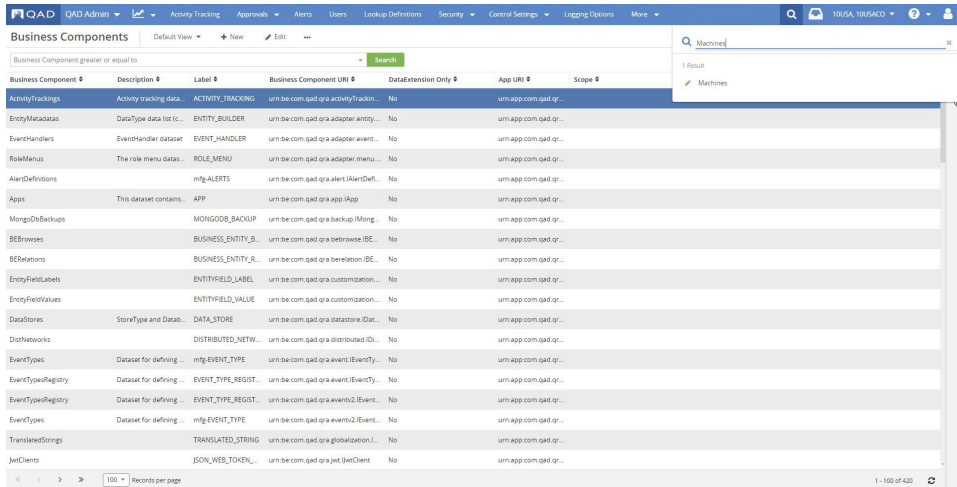 QAD QAD Admin Activity Tracking Approvals Alerts Users Lookup Definitions Security Control Settings Logging Options More 10USA, 10USACO
Business Components Default View + New Edit ...
Machines
Business Component greater or equal to Search
1 Result
Machines
Business Component Description Label Business Component URI DataExtension Only App URI Scope
ActivityTrackings Activity tracking data... ACTIVITY_TRACKING urn:be:com.qad.qra.activityTrackin... No urn:app:com.qad.qr...
EntityMetadatas DataType data list (c... ENTITY_BUILDER urn:be:com.qad.qra.adapter.entity.... No urn:app:com.qad.qr...
EventHandlers EventHandler dataset EVENT_HANDLER urn:be:com.qad.qra.adapter.event... No urn:app:com.qad.qr...
RoleMenus The role menu datas... ROLE_MENU urn:be:com.qad.qra.adapter.menu.... No urn:app:com.qad.qr...
AlertDefinitions mfg-ALERTS urn:be:com.qad.qra.alert.IAlertDefi... No urn:app:com.qad.qr...
Apps This dataset contains... APP urn:be:com.qad.qra.app.IApp No urn:app:com.qad.qr...
MongoDbBackups MONGODB_BACKUP urn:be:com.qad.qra.backup.IMong... No urn:app:com.qad.qr...
BEBrowses BUSINESS_ENTITY_B... urn:be:com.qad.qra.bebrowse.IBE... No urn:app:com.qad.qr...
BERelations BUSINESS_ENTITY_R... urn:be:com.qad.qra.berelation.IBE... No urn:app:com.qad.qr...
EntityFieldLabels ENTITYFIELD_LABEL urn:be:com.qad.qra.customization.... No urn:app:com.qad.qr...
EntityFieldValues ENTITYFIELD_VALUE urn:be:com.qad.qra.customization.... No urn:app:com.qad.qr...
DataStores StoreType and Datab... DATA_STORE urn:be:com.qad.qra.datastore.IDat... No urn:app:com.qad.qr...
DistNetworks DISTRIBUTED_NETW... urn:be:com.qad.qra.distributed.IDi... No urn:app:com.qad.qr...
EventTypes Dataset for defining ... mfg-EVENT_TYPE urn:be:com.qad.qra.event.IEventTy... No urn:app:com.qad.qr...
EventTypesRegistry Dataset for defining ... EVENT_TYPE_REGIST... urn:be:com.qad.qra.event.IEventTy... No urn:app:com.qad.qr...
EventTypesRegistry Dataset for defining ... EVENT_TYPE_REGIST... urn:be:com.qad.qra.eventv2.IEvent... No urn:app:com.qad.qr...
EventTypes Dataset for defining ... mfg-EVENT_TYPE urn:be:com.qad.qra.eventv2.IEvent... No urn:app:com.qad.qr...
TranslatedStrings TRANSLATED_STRING urn:be:com.qad.qra.globalization.I... No urn:app:com.qad.qr...
JwtClients JSON_WEB_TOKEN_... urn:be:com.qad.qra.jwt.IJwtClient No urn:app:com.qad.qr...
100 Records per page 1 - 100 of 420